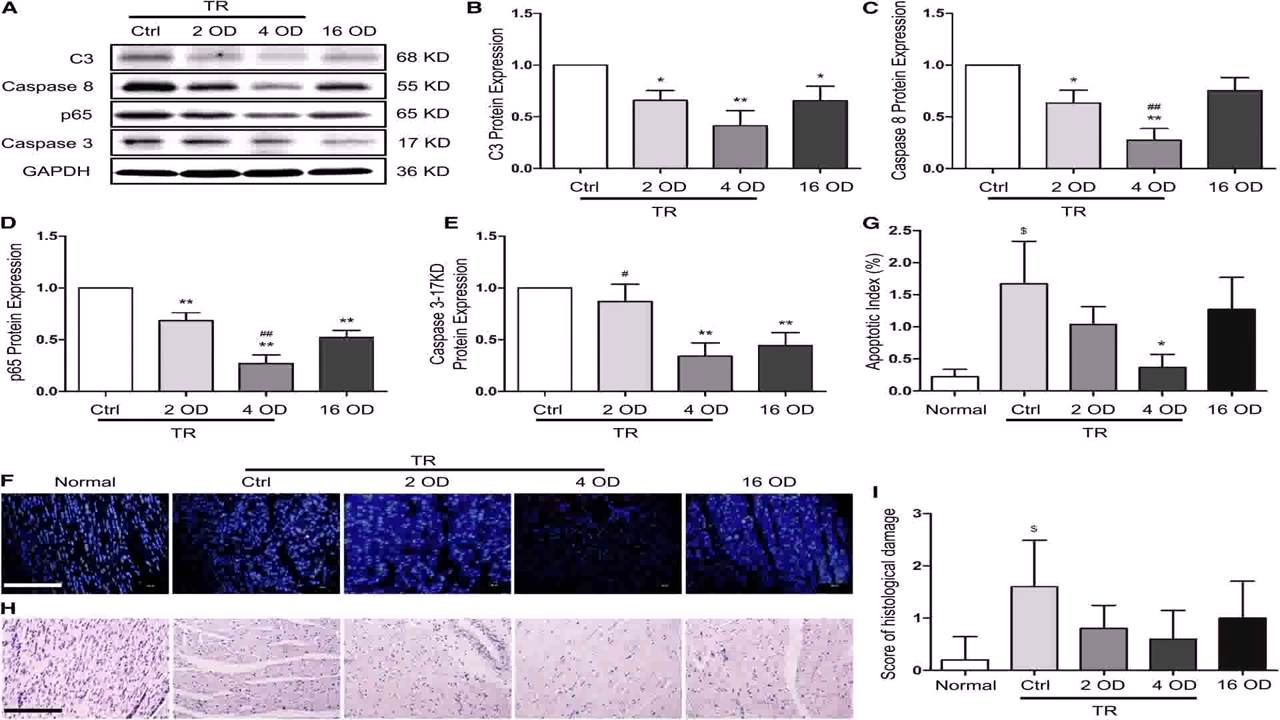 A
TR
Ctrl 2 OD 4 OD 16 OD
C3 68 KD
Caspase 8 55 KD
p65 65 KD
Caspase 3 17 KD
GAPDH 36 KD
B
C3 Protein Expression
1.5
1.0
0.5
0.0
*
**
*
Ctrl 2 OD 4 OD 16 OD
TR
C
Caspase 8 Protein Expression
1.5
1.0
0.5
0.0
*
##
**
Ctrl 2 OD 4 OD 16 OD
TR
D
p65 Protein Expression
1.5
1.0
0.5
0.0
**
##
**
**
Ctrl 2 OD 4 OD 16 OD
TR
E
Caspase 3-17KD
Protein Expression
1.5
1.0
0.5
0.0
#
**
**
Ctrl 2 OD 4 OD 16 OD
TR
G
Apoptotic Index (%)
2.5
2.0
1.5
1.0
0.5
0.0
$
*
Normal Ctrl 2 OD 4 OD 16 OD
TR
F
TR
Normal Ctrl 2 OD 4 OD 16 OD
H
I
Score of histological damage
3
2
1
0
$
Normal Ctrl 2 OD 4 OD 16 OD
TR